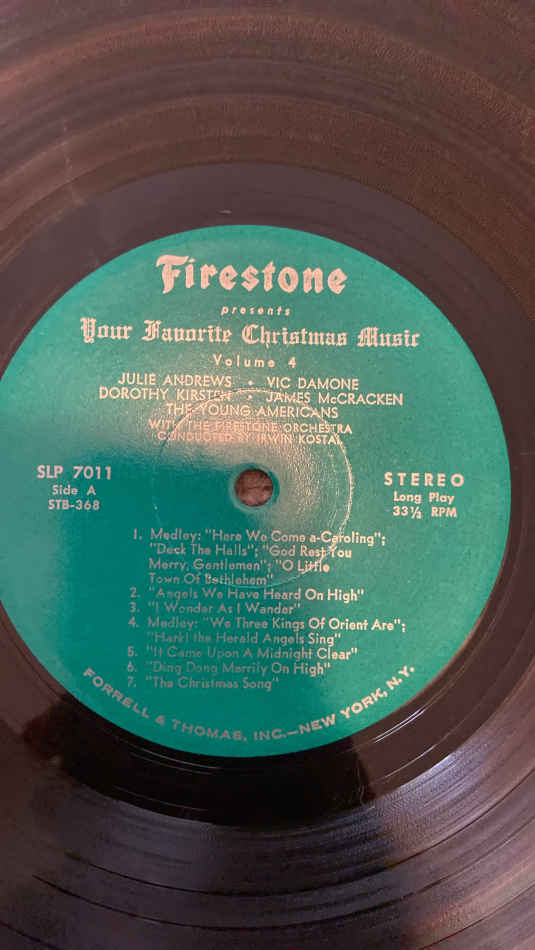 Firestone
presents
Your Favorite Christmas Music
Volume 4
JULIE ANDREWS • VIC DAMONE
DOROTHY KIRSTEN • JAMES McCRACKEN
THE YOUNG AMERICANS
WITH THE FIRESTONE ORCHESTRA
CONDUCTED BY IRWIN KOSTAL
SLP 7011
Side A
STB-368
STEREO
Long Play
33⅓ RPM
1. Medley: "Here We Come a-Caroling";
"Deck The Halls"; "God Rest You
Merry, Gentlemen"; "O Little
Town Of Bethlehem"
2. "Angels We Have Heard On High"
3. "I Wonder As I Wander"
4. Medley: "We Three Kings Of Orient Are";
"Hark! the Herald Angels Sing"
5. "It Came Upon A Midnight Clear"
6. "Ding Dong Merrily On High"
7. "The Christmas Song"
FORRELL & THOMAS, INC.—NEW YORK, N.Y.